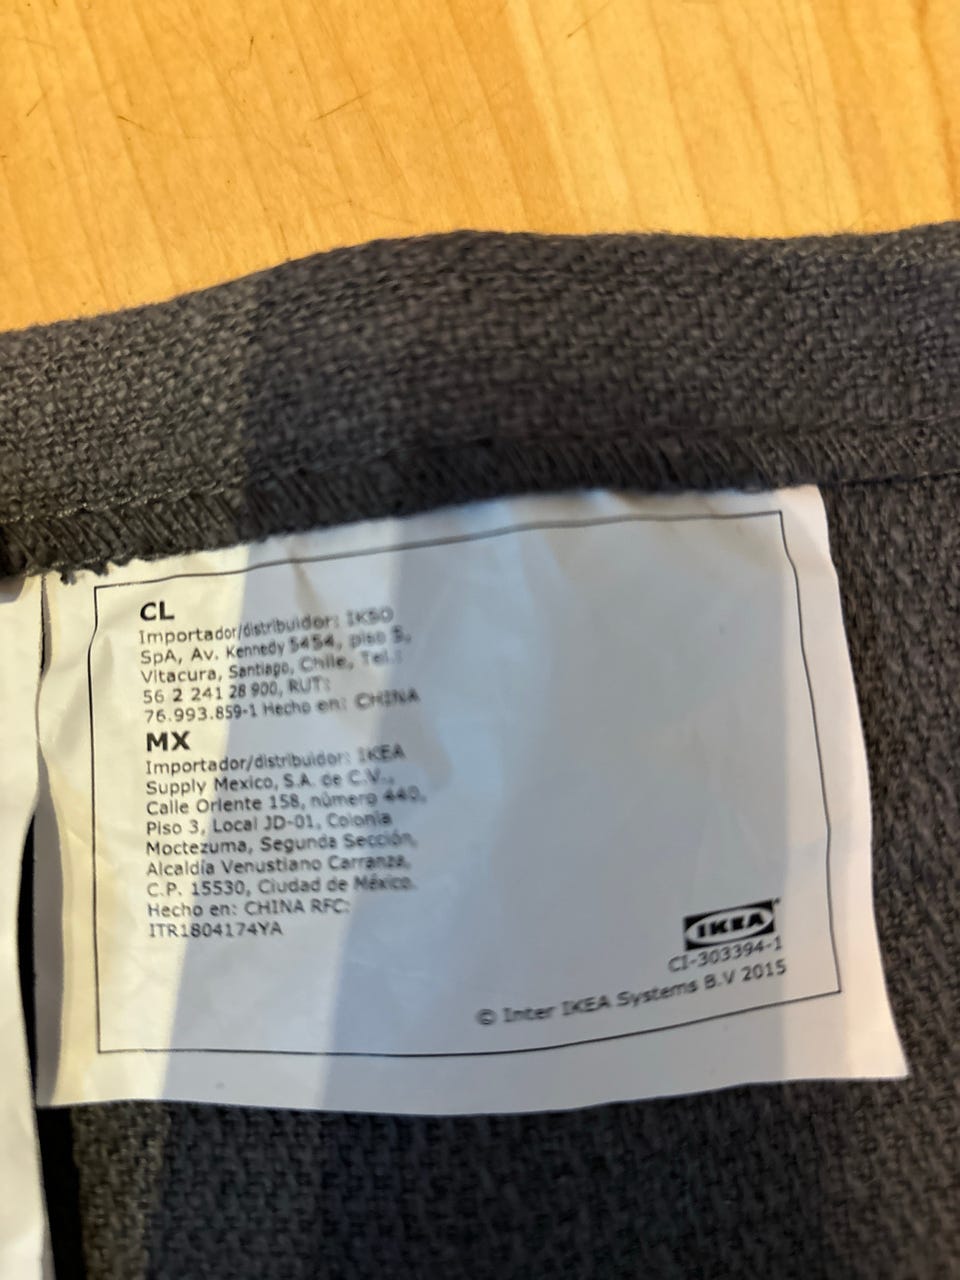 CL
Importador/distribuidor: IKSO
SpA, Av. Kennedy 5454, piso 5,
Vitacura, Santiago, Chile, Tel.:
56 2 241 28 900, RUT:
76.993.859-1 Hecho en: CHINA
MX
Importador/distribuidor: IKEA
Supply Mexico, S.A. de C.V.,
Calle Oriente 158, número 440,
Piso 3, Local JD-01, Colonia
Moctezuma, Segunda Sección,
Alcaldía Venustiano Carranza,
C.P. 15530, Ciudad de México.
Hecho en: CHINA RFC:
ITR1804174YA
IKEA
CI-303394-1
© Inter IKEA Systems B.V 2015